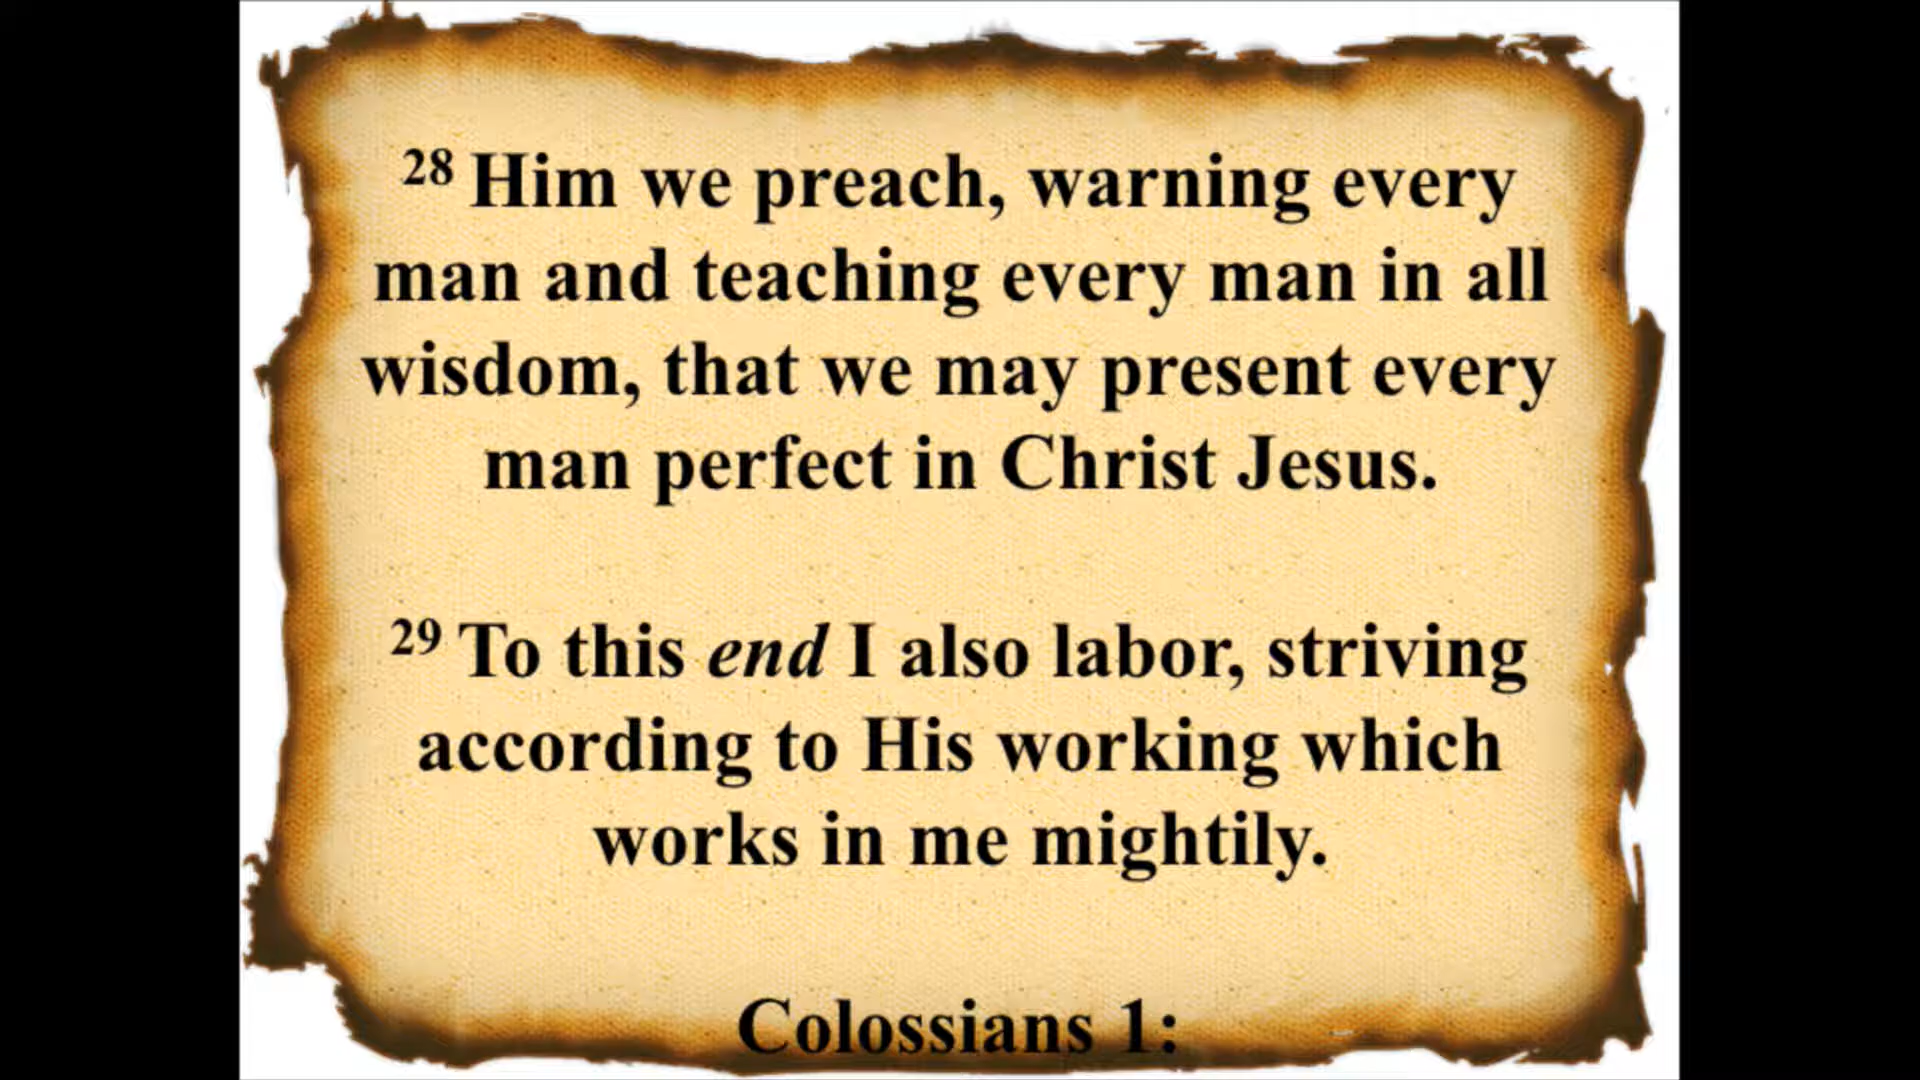 28 Him we preach, warning every
man and teaching every man in all
wisdom, that we may present every
man perfect in Christ Jesus.
29 To this end I also labor, striving
according to His working which
works in me mightily.
Colossians 1: